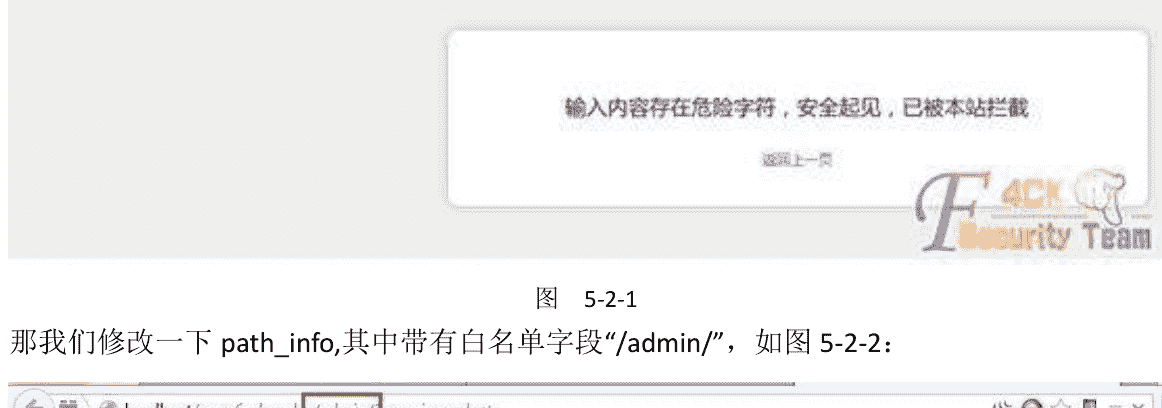 输入内容存在危险字符，安全起见，已被本站拦截
返回上一页
F4CK
Security Team
图 5-2-1
那我们修改一下 path_info,其中带有白名单字段“/admin/”，如图 5-2-2：